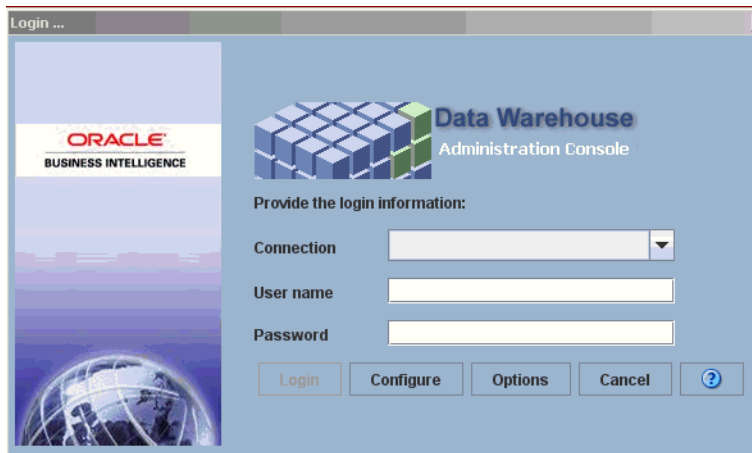 Login ...
ORACLE
BUSINESS INTELLIGENCE
Data Warehouse
Administration Console
Provide the login information:
Connection
User name
Password
Login
Configure
Options
Cancel
?